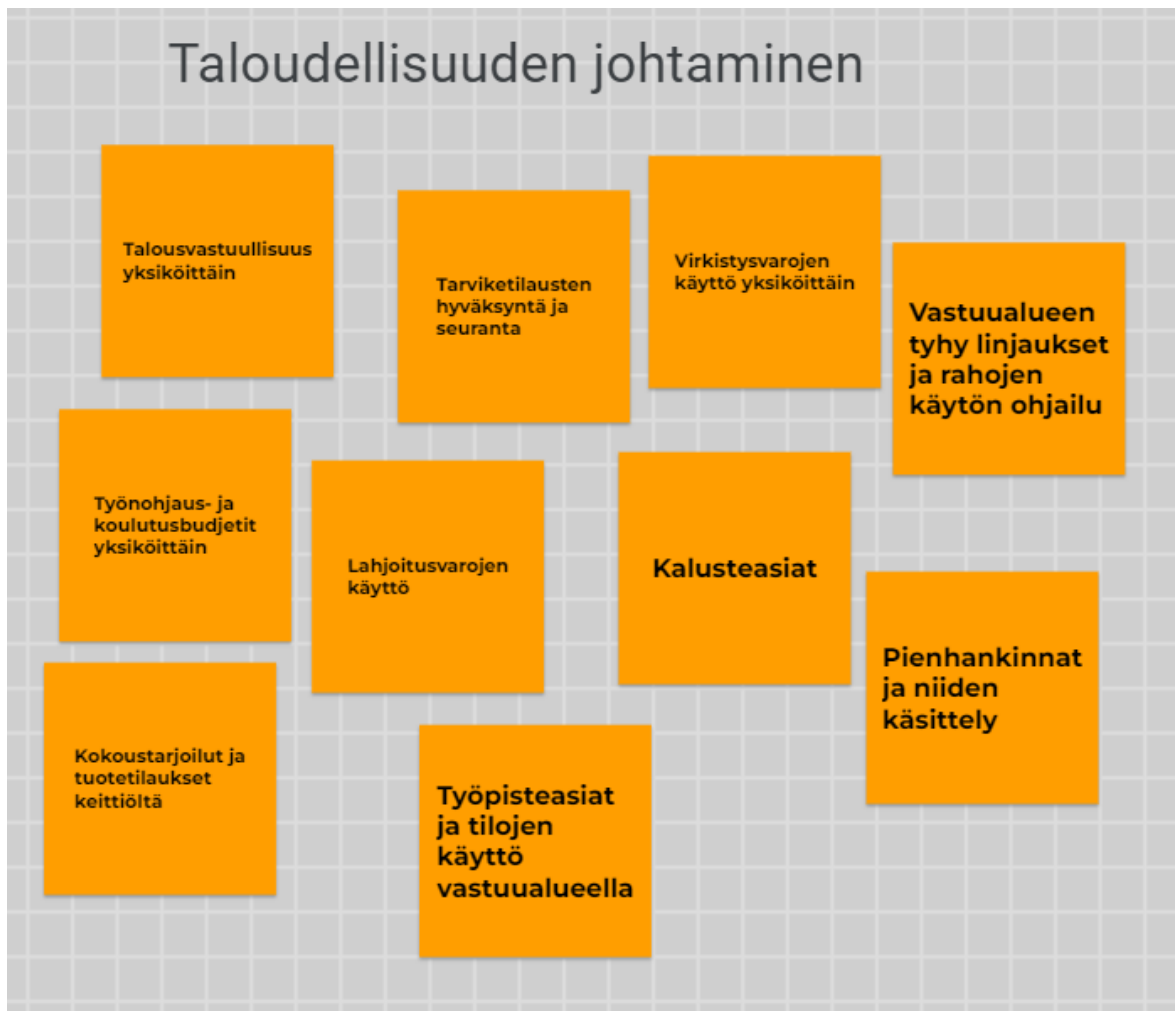 Taloudellisuuden johtaminen
Talousvastuullisuus
yksiköittäin
Tarviketilausten
hyväksyntä ja
seuranta
Virkistysvarojen
käyttö yksiköittäin
Vastuualueen
tyhy linjaukset
ja rahojen
käytön ohjailu
Työnohjaus- ja
koulutusbudjetit
yksiköittäin
Lahjoitusvarojen
käyttö
Kalusteasiat
Pienhankinnat
ja niiden
käsittely
Kokoustarjoilut ja
tuotetilaukset
keittiöltä
Työpisteasiat
ja tilojen
käyttö
vastuualueella